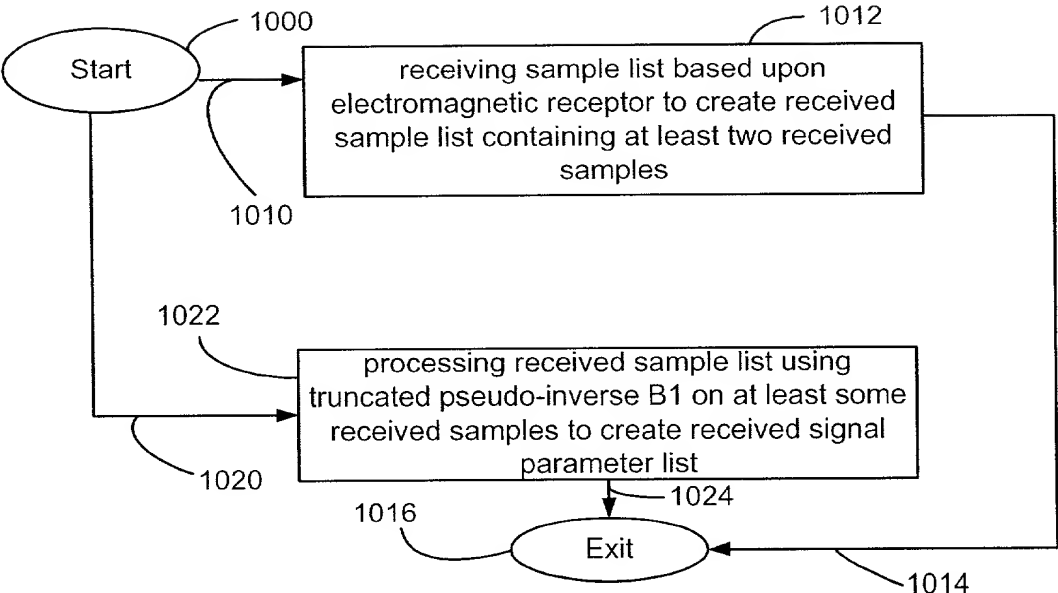 1000
Start
1012
receiving sample list based upon
electromagnetic receptor to create received
sample list containing at least two received
samples
1010
1022
processing received sample list using
truncated pseudo-inverse B1 on at least some
received samples to create received signal
parameter list
1020
1024
1016
Exit
1014